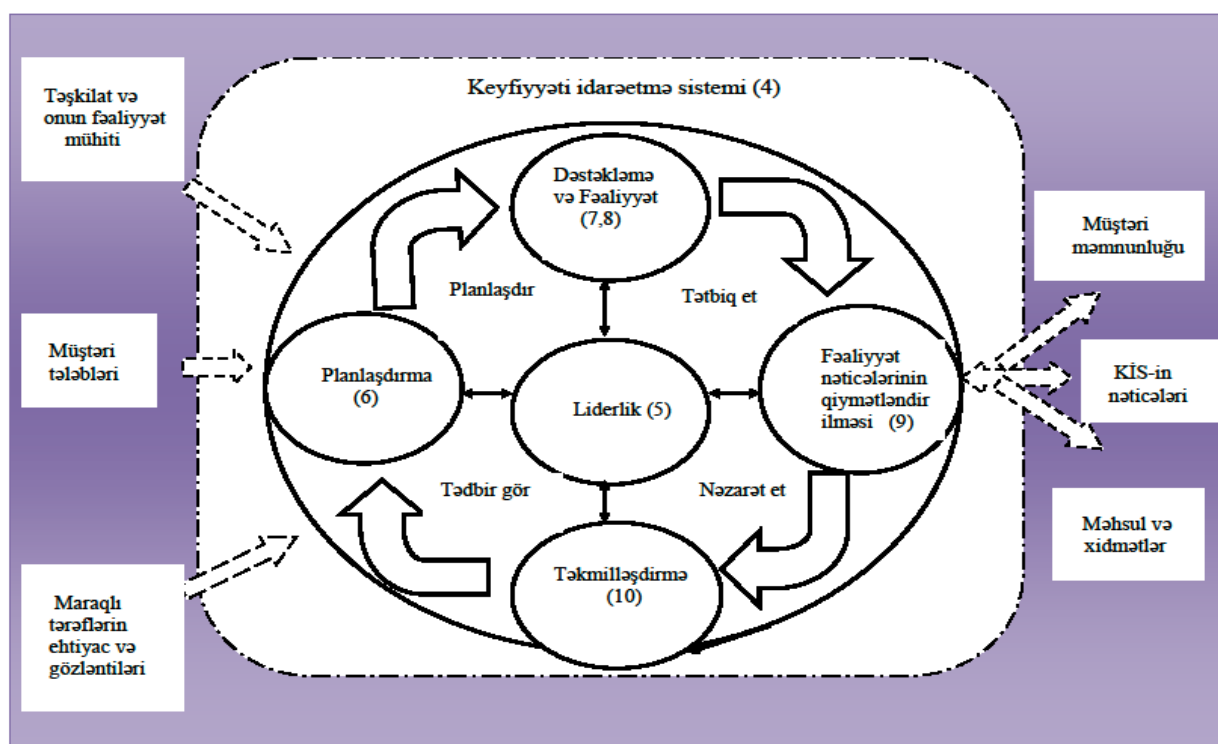 Keyfiyyəti idarəetmə sistemi (4)
Təşkilat və
onun fəaliyyət
mühiti
Müştəri
tələbləri
Maraqlı
tərəflərin
ehtiyac və
gözləntiləri
Dəstəkləmə
və Fəaliyyət
(7,8)
Planlaşdır
Tətbiq et
Planlaşdırma
(6)
Liderlik (5)
Fəaliyyət
nəticələrinin
qiymətləndir
ilməsi (9)
Tədbir gör
Nəzarət et
Təkmilləşdirmə
(10)
Müştəri
məmnunluğu
KİS-in
nəticələri
Məhsul və
xidmətlər